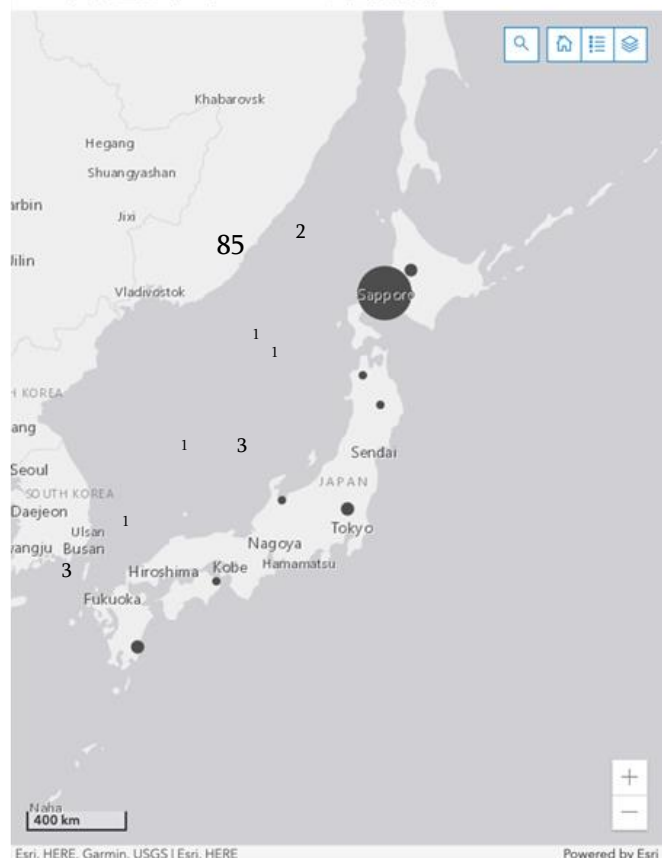 Khabarovsk
Hegang
Shuangyashan
arbin
Jixi
2
85
Jilin
Sapporo
Vladivostok
1
1
H KOREA
ang
1
3
Sendai
Seoul
JAPAN
SOUTH KOREA
Daejeon
1
Tokyo
Ulsan
wangju Busan
Nagoya
3
Hiroshima Kobe Hamamatsu
Fukuoka
+
−
Naha
400 km
Esri, HERE, Garmin, USGS | Esri, HERE
Powered by Esri